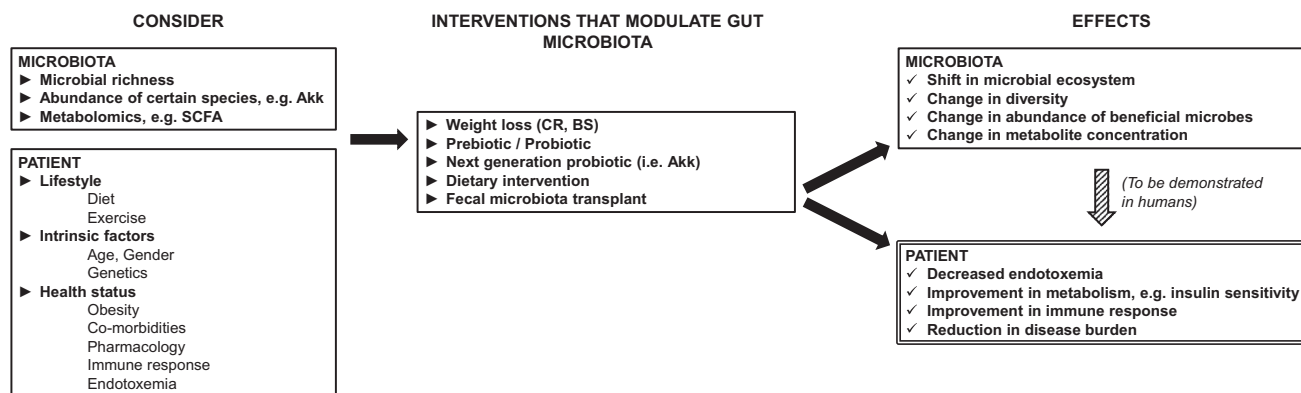 CONSIDER
MICROBIOTA
► Microbial richness
► Abundance of certain species, e.g. Akk
► Metabolomics, e.g. SCFA
PATIENT
► Lifestyle
Diet
Exercise
► Intrinsic factors
Age, Gender
Genetics
► Health status
Obesity
Co-morbidities
Pharmacology
Immune response
Endotoxemia
INTERVENTIONS THAT MODULATE GUT
MICROBIOTA
► Weight loss (CR, BS)
► Prebiotic / Probiotic
► Next generation probiotic (i.e. Akk)
► Dietary intervention
► Fecal microbiota transplant
EFFECTS
MICROBIOTA
✓ Shift in microbial ecosystem
✓ Change in diversity
✓ Change in abundance of beneficial microbes
✓ Change in metabolite concentration
(To be demonstrated
in humans)
PATIENT
✓ Decreased endotoxemia
✓ Improvement in metabolism, e.g. insulin sensitivity
✓ Improvement in immune response
✓ Reduction in disease burden